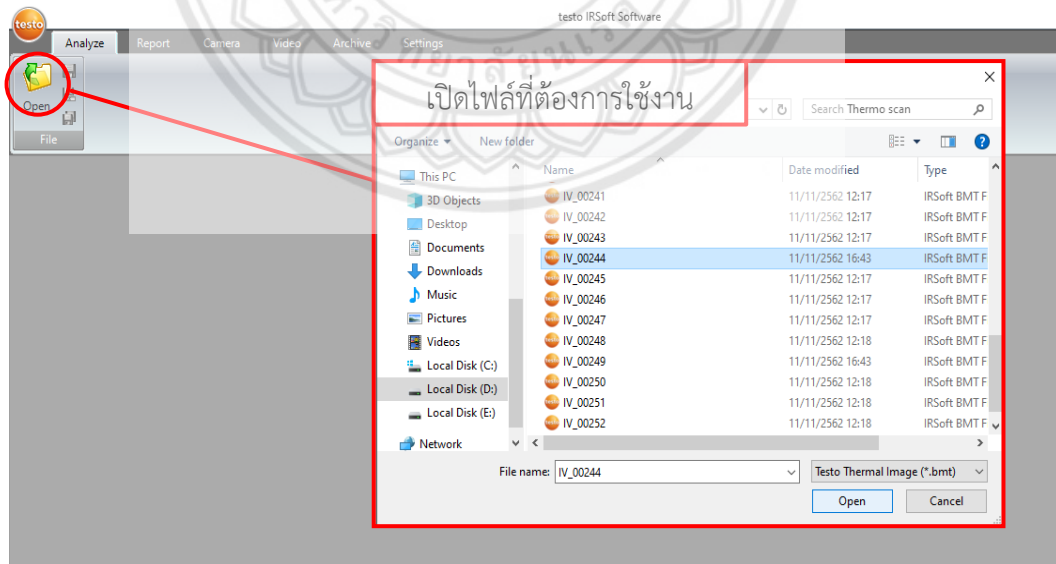 testo IRSoft Software
testo
Analyze Report Camera Video Archive Settings
Open
File
เปิดไฟล์ที่ต้องการใช้งาน
Search Thermo scan
Organize New folder
This PC
3D Objects
Desktop
Documents
Downloads
Music
Pictures
Videos
Local Disk (C:)
Local Disk (D:)
Local Disk (E:)
Network
Name Date modified Type
IV_00241 11/11/2562 12:17 IRSoft BMT F
IV_00242 11/11/2562 12:17 IRSoft BMT F
IV_00243 11/11/2562 12:17 IRSoft BMT F
IV_00244 11/11/2562 16:43 IRSoft BMT F
IV_00245 11/11/2562 12:17 IRSoft BMT F
IV_00246 11/11/2562 12:17 IRSoft BMT F
IV_00247 11/11/2562 12:17 IRSoft BMT F
IV_00248 11/11/2562 12:18 IRSoft BMT F
IV_00249 11/11/2562 16:43 IRSoft BMT F
IV_00250 11/11/2562 12:18 IRSoft BMT F
IV_00251 11/11/2562 12:18 IRSoft BMT F
IV_00252 11/11/2562 12:18 IRSoft BMT F
File name: IV_00244 Testo Thermal Image (*.bmt)
Open Cancel